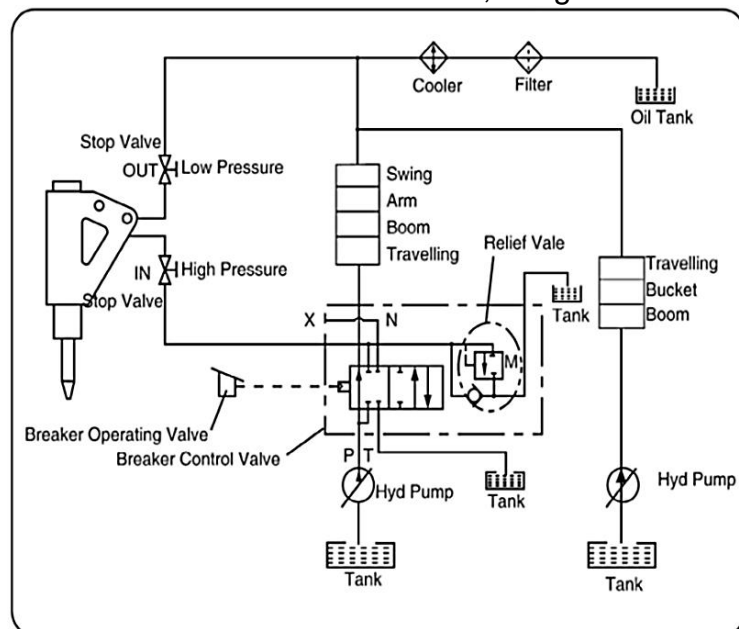 Cooler
Filter
Oil Tank
Stop Valve
OUT
Low Pressure
Swing
Arm
Boom
Travelling
IN
High Pressure
Stop Valve
Relief Vale
Tank
Travelling
Bucket
Boom
X
N
M
Breaker Operating Valve
Breaker Control Valve
P T
Hyd Pump
Tank
Hyd Pump
Tank
Tank